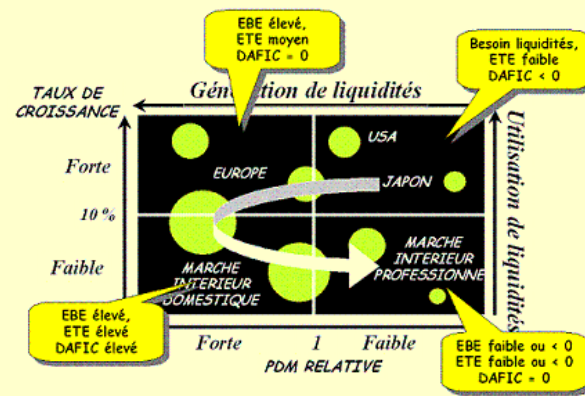 EBE élevé,
ETE moyen
DAFIC = 0
Besoin liquidités,
ETE faible
DAFIC < 0
TAUX DE
CROISSANCE
Génération de liquidités
Utilisation de liquidités
USA
Forte
EUROPE
JAPON
10 %
Faible
MARCHE
INTERIEUR
DOMESTIQUE
MARCHE
INTERIEUR
PROFESSIONNE
EBE élevé,
ETE élevé
DAFIC élevé
EBE faible ou < 0
ETE faible ou < 0
DAFIC = 0
Forte 1 Faible
PDM RELATIVE